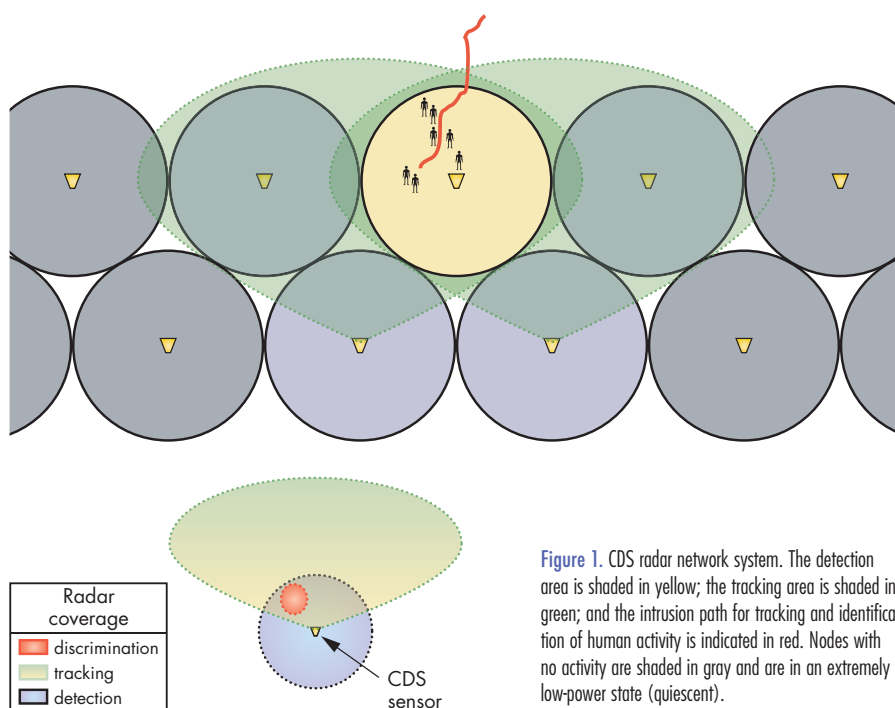 Figure 1. CDS radar network system. The detection
area is shaded in yellow; the tracking area is shaded in
green; and the intrusion path for tracking and identifica-
tion of human activity is indicated in red. Nodes with
no activity are shaded in gray and are in an extremely
low-power state (quiescent).
Radar
coverage
discrimination
tracking
detection
CDS
sensor